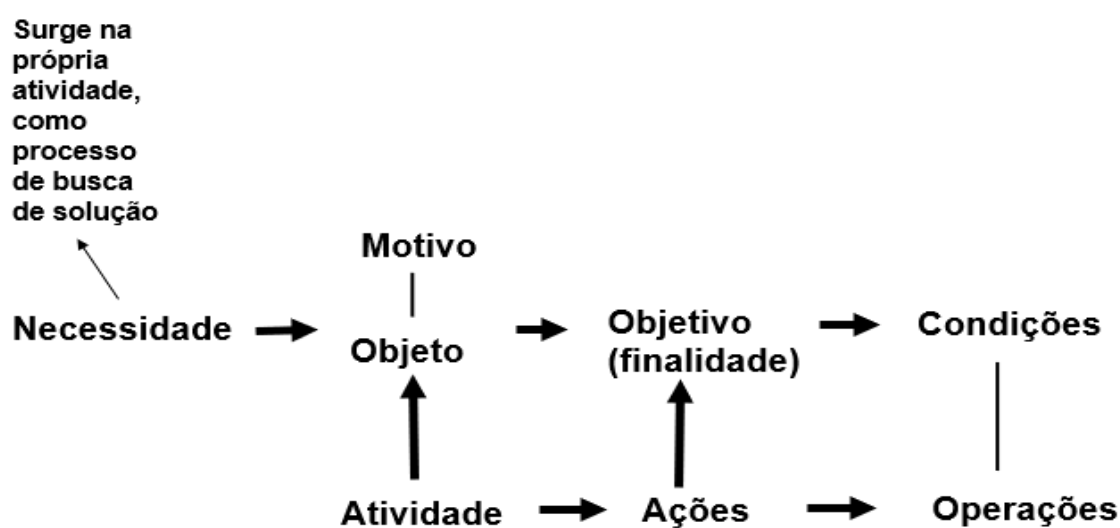 Surge na
própria
atividade,
como
processo
de busca
de solução
Motivo
Necessidade
Objeto
Objetivo
(finalidade)
Condições
Atividade
Ações
Operações